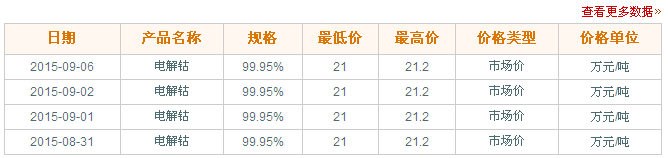 查看更多数据»
日期 产品名称 规格 最低价 最高价 价格类型 价格单位
2015-09-06 电解钴 99.95% 21 21.2 市场价 万元/吨
2015-09-02 电解钴 99.95% 21 21.2 市场价 万元/吨
2015-09-01 电解钴 99.95% 21 21.2 市场价 万元/吨
2015-08-31 电解钴 99.95% 21 21.2 市场价 万元/吨